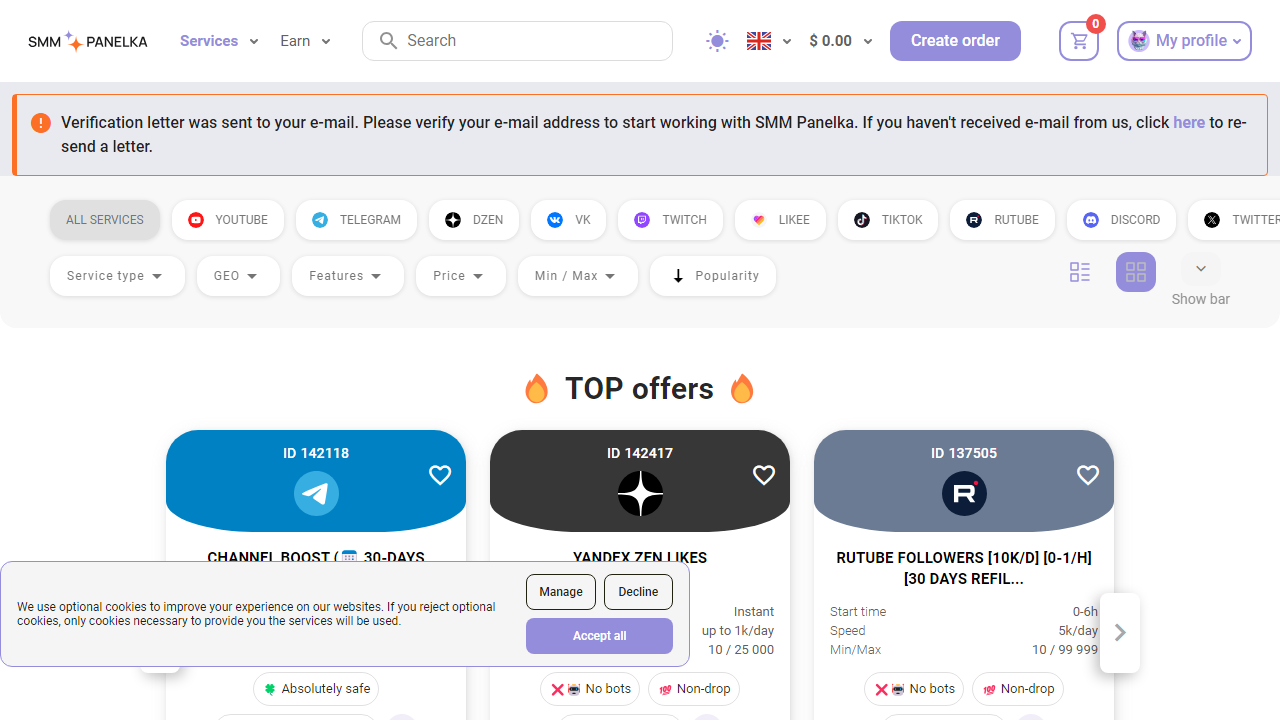 SMM PANELKA
Services
Earn
Search
$ 0.00
Create order
0
My profile
Verification letter was sent to your e-mail. Please verify your e-mail address to start working with SMM Panelka. If you haven't received e-mail from us, click here to re-
send a letter.
ALL SERVICES
YOUTUBE
TELEGRAM
DZEN
VK
TWITCH
LIKEE
TIKTOK
RUTUBE
DISCORD
TWITTER
Service type
GEO
Features
Price
Min / Max
Popularity
Show bar
TOP offers
ID 142118
ID 142417
ID 137505
CHANNEL BOOST ( 30-DAYS
YANDEX ZEN LIKES
RUTUBE FOLLOWERS [10K/D] [0-1/H]
[30 DAYS REFIL...
Instant
up to 1k/day
10 / 25 000
Start time 0-6h
Speed 5k/day
Min/Max 10 / 99 999
We use optional cookies to improve your experience on our websites. If you reject optional
cookies, only cookies necessary to provide you the services will be used.
Manage
Decline
Accept all
Absolutely safe
No bots
Non-drop
No bots
Non-drop